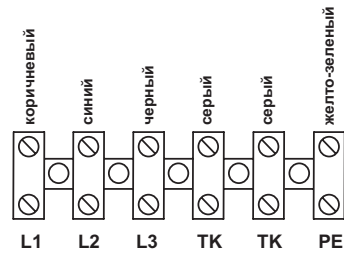 коричневый
синий
черный
серый
серый
желто-зеленый
L1 L2 L3 TK TK PE